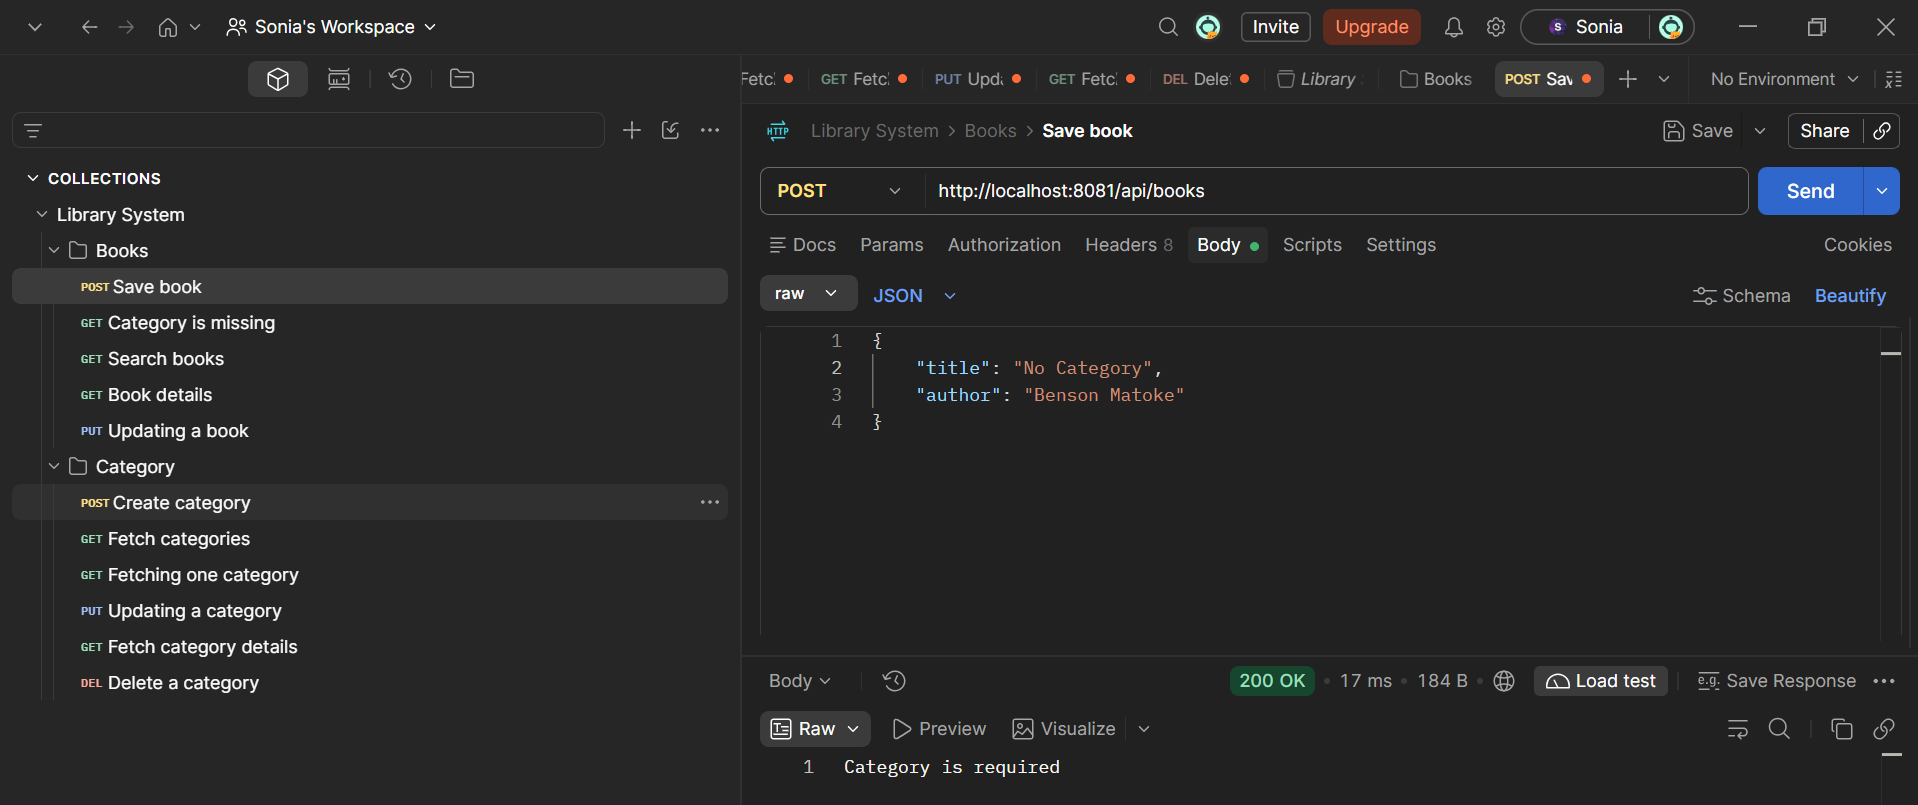 Sonia's Workspace
Invite
Upgrade
S Sonia
Fetcl
GET Fetcl
PUT Upd
GET Fetc
DEL Dele
Library
Books
POST Sav
No Environment
COLLECTIONS
Library System
Books
POST Save book
GET Category is missing
GET Search books
GET Book details
PUT Updating a book
Category
POST Create category
GET Fetch categories
GET Fetching one category
PUT Updating a category
GET Fetch category details
DEL Delete a category
HTTP Library System > Books > Save book
Save
Share
POST http://localhost:8081/api/books
Send
Docs Params Authorization Headers 8 Body Scripts Settings Cookies
raw JSON Schema Beautify
1 {
2 "title": "No Category",
3 "author": "Benson Matoke"
4 }
Body 200 OK • 17 ms • 184 B • Load test e.g. Save Response
Raw Preview Visualize
1 Category is required